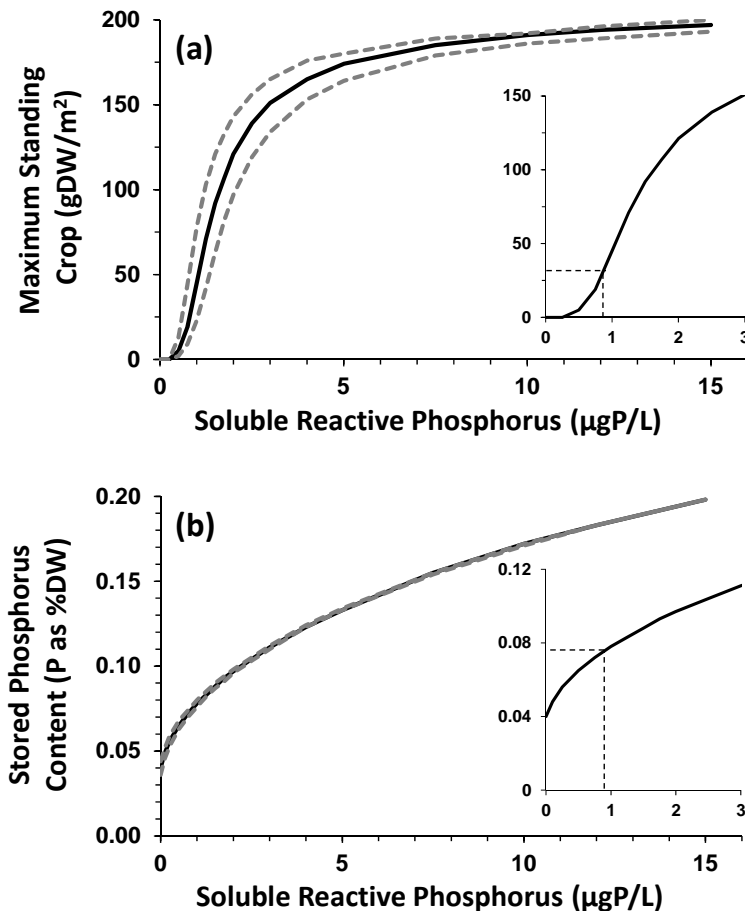 (a)
Maximum Standing
Crop (gDW/m²)
200
150
100
50
0
0 5 10 15
Soluble Reactive Phosphorus (µgP/L)
150
100
50
0
0 1 2 3
(b)
Stored Phosphorus
Content (P as %DW)
0.20
0.15
0.10
0.05
0.00
0 5 10 15
Soluble Reactive Phosphorus (µgP/L)
0.12
0.08
0.04
0
0 1 2 3